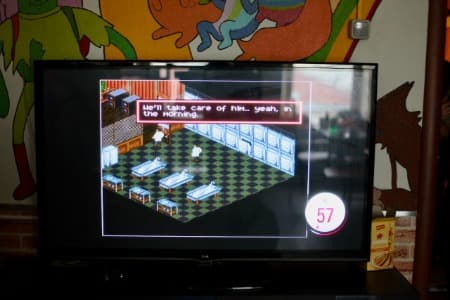 We'll take care of him… yeah, in
the morning.
57